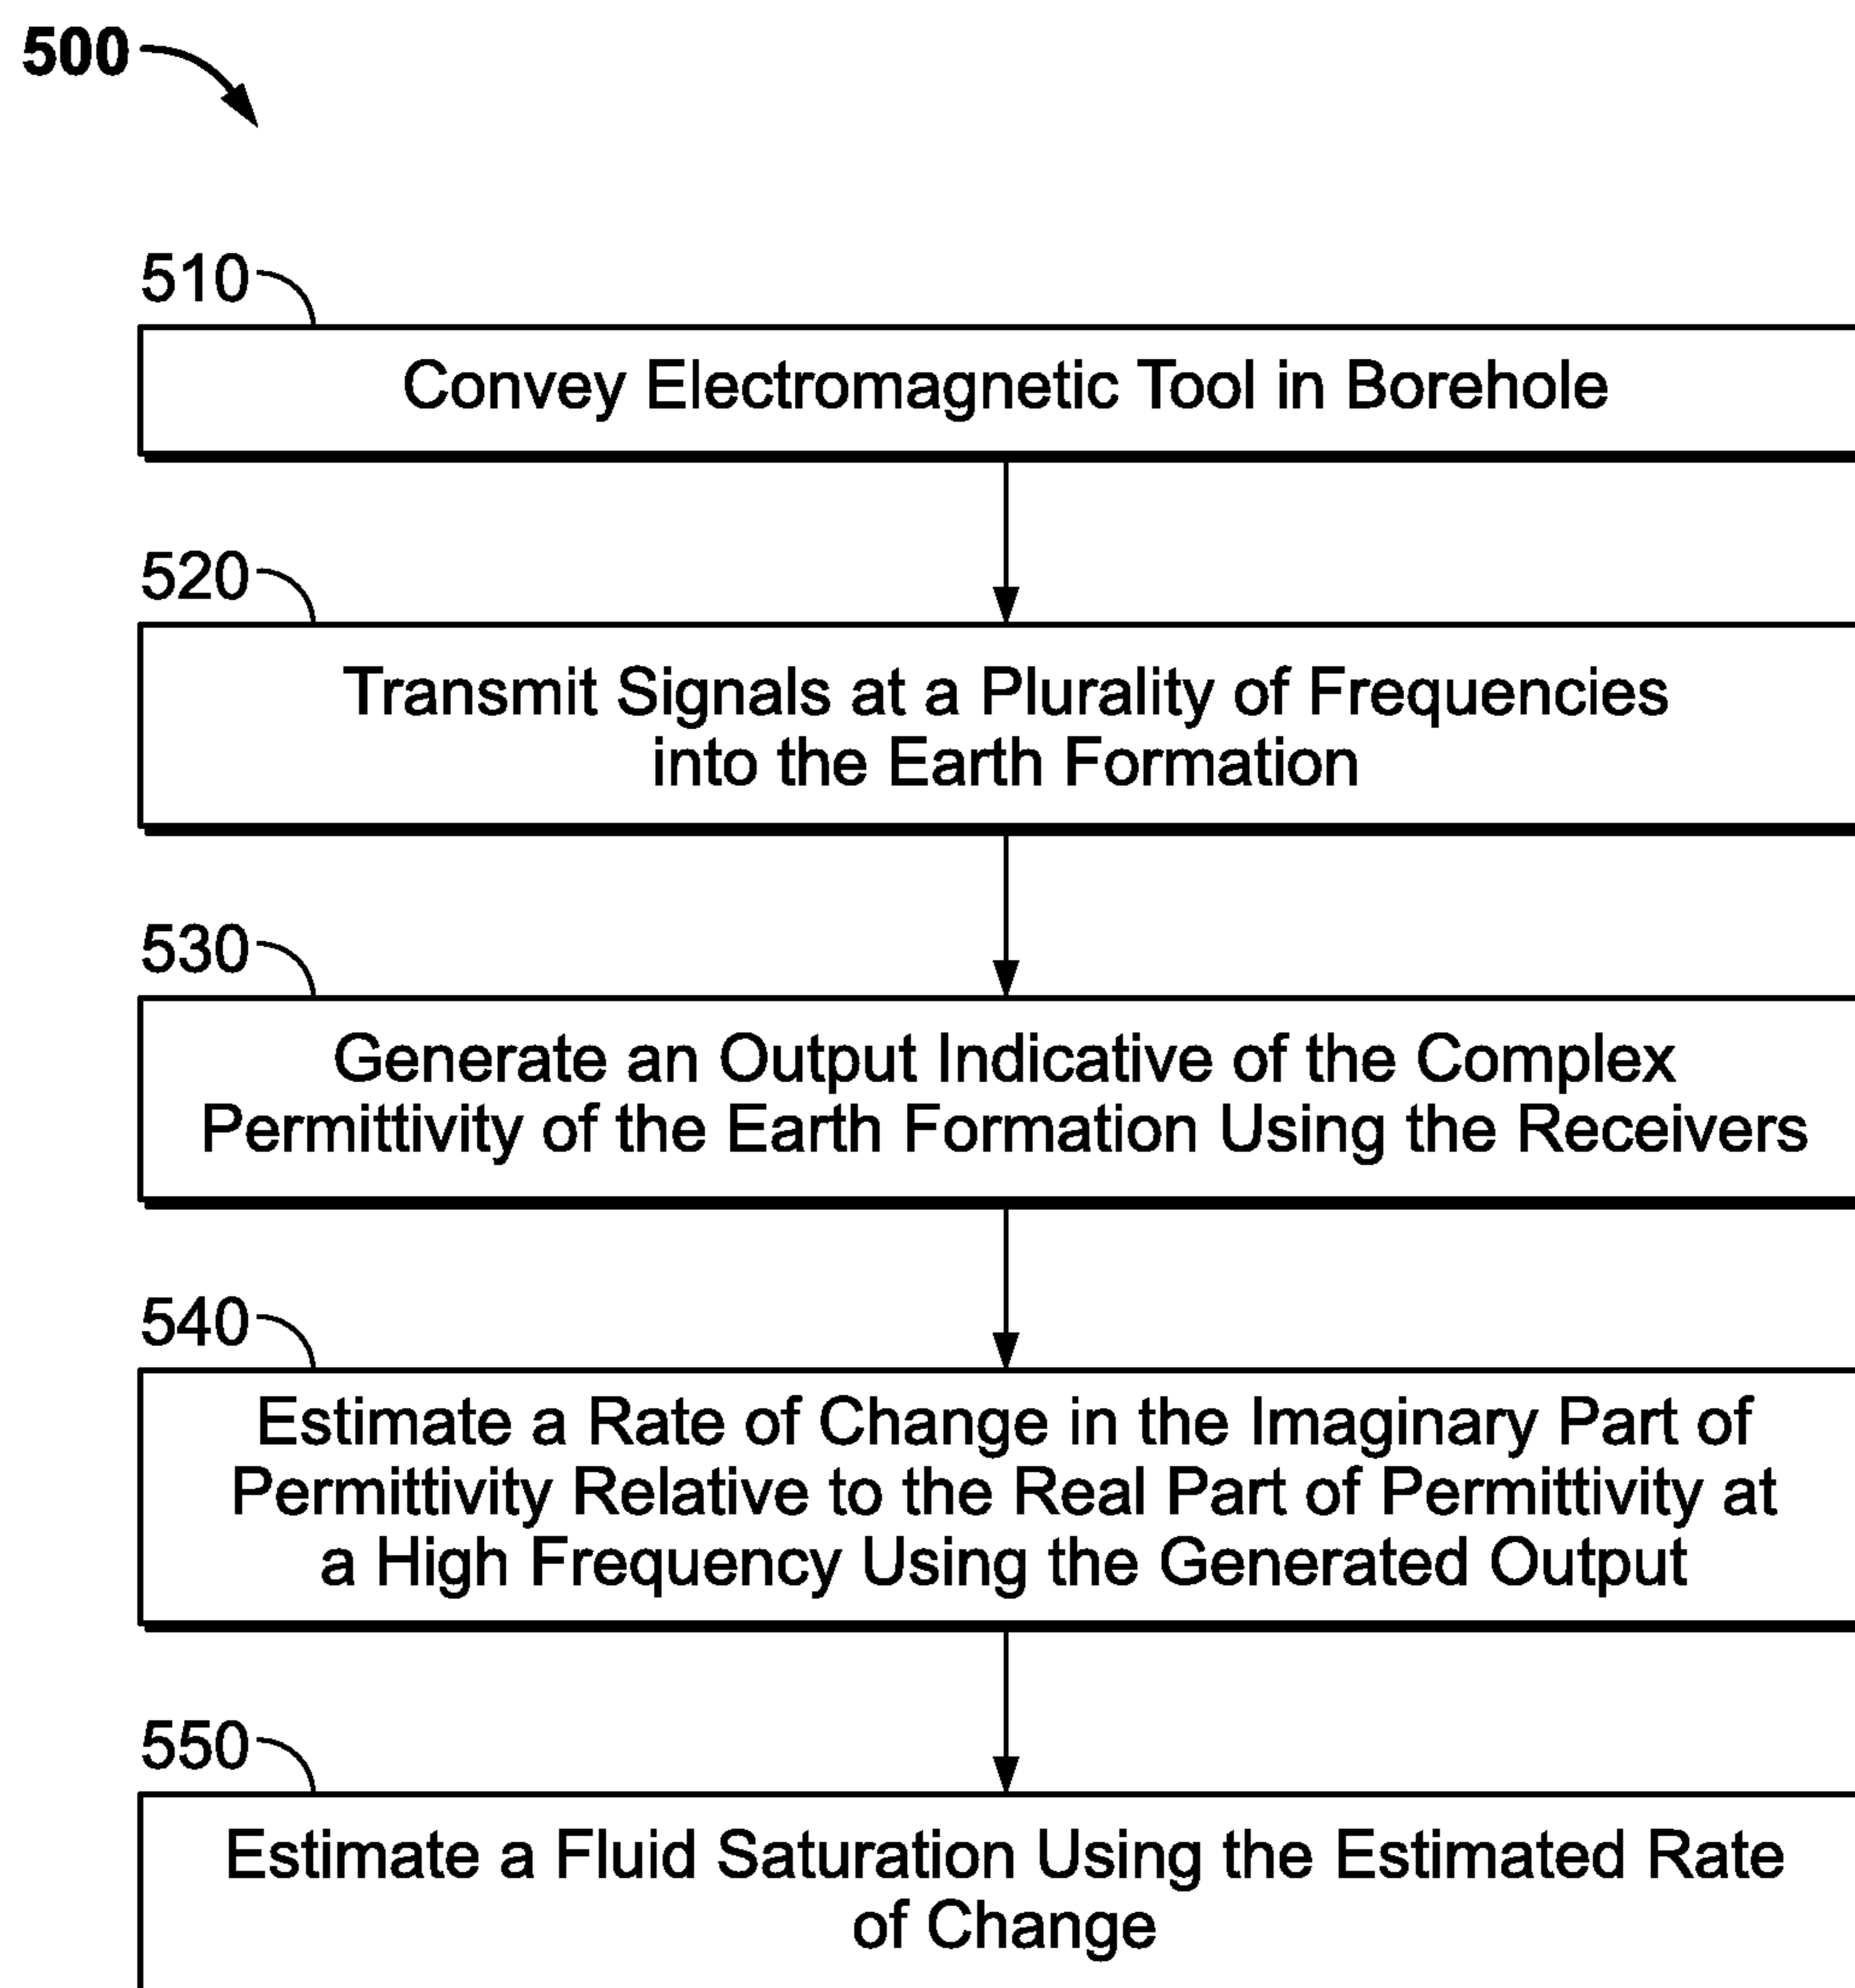 500
510
Convey Electromagnetic Tool in Borehole
520
Transmit Signals at a Plurality of Frequencies
into the Earth Formation
530
Generate an Output Indicative of the Complex
Permittivity of the Earth Formation Using the Receivers
540
Estimate a Rate of Change in the Imaginary Part of
Permittivity Relative to the Real Part of Permittivity at
a High Frequency Using the Generated Output
550
Estimate a Fluid Saturation Using the Estimated Rate
of Change